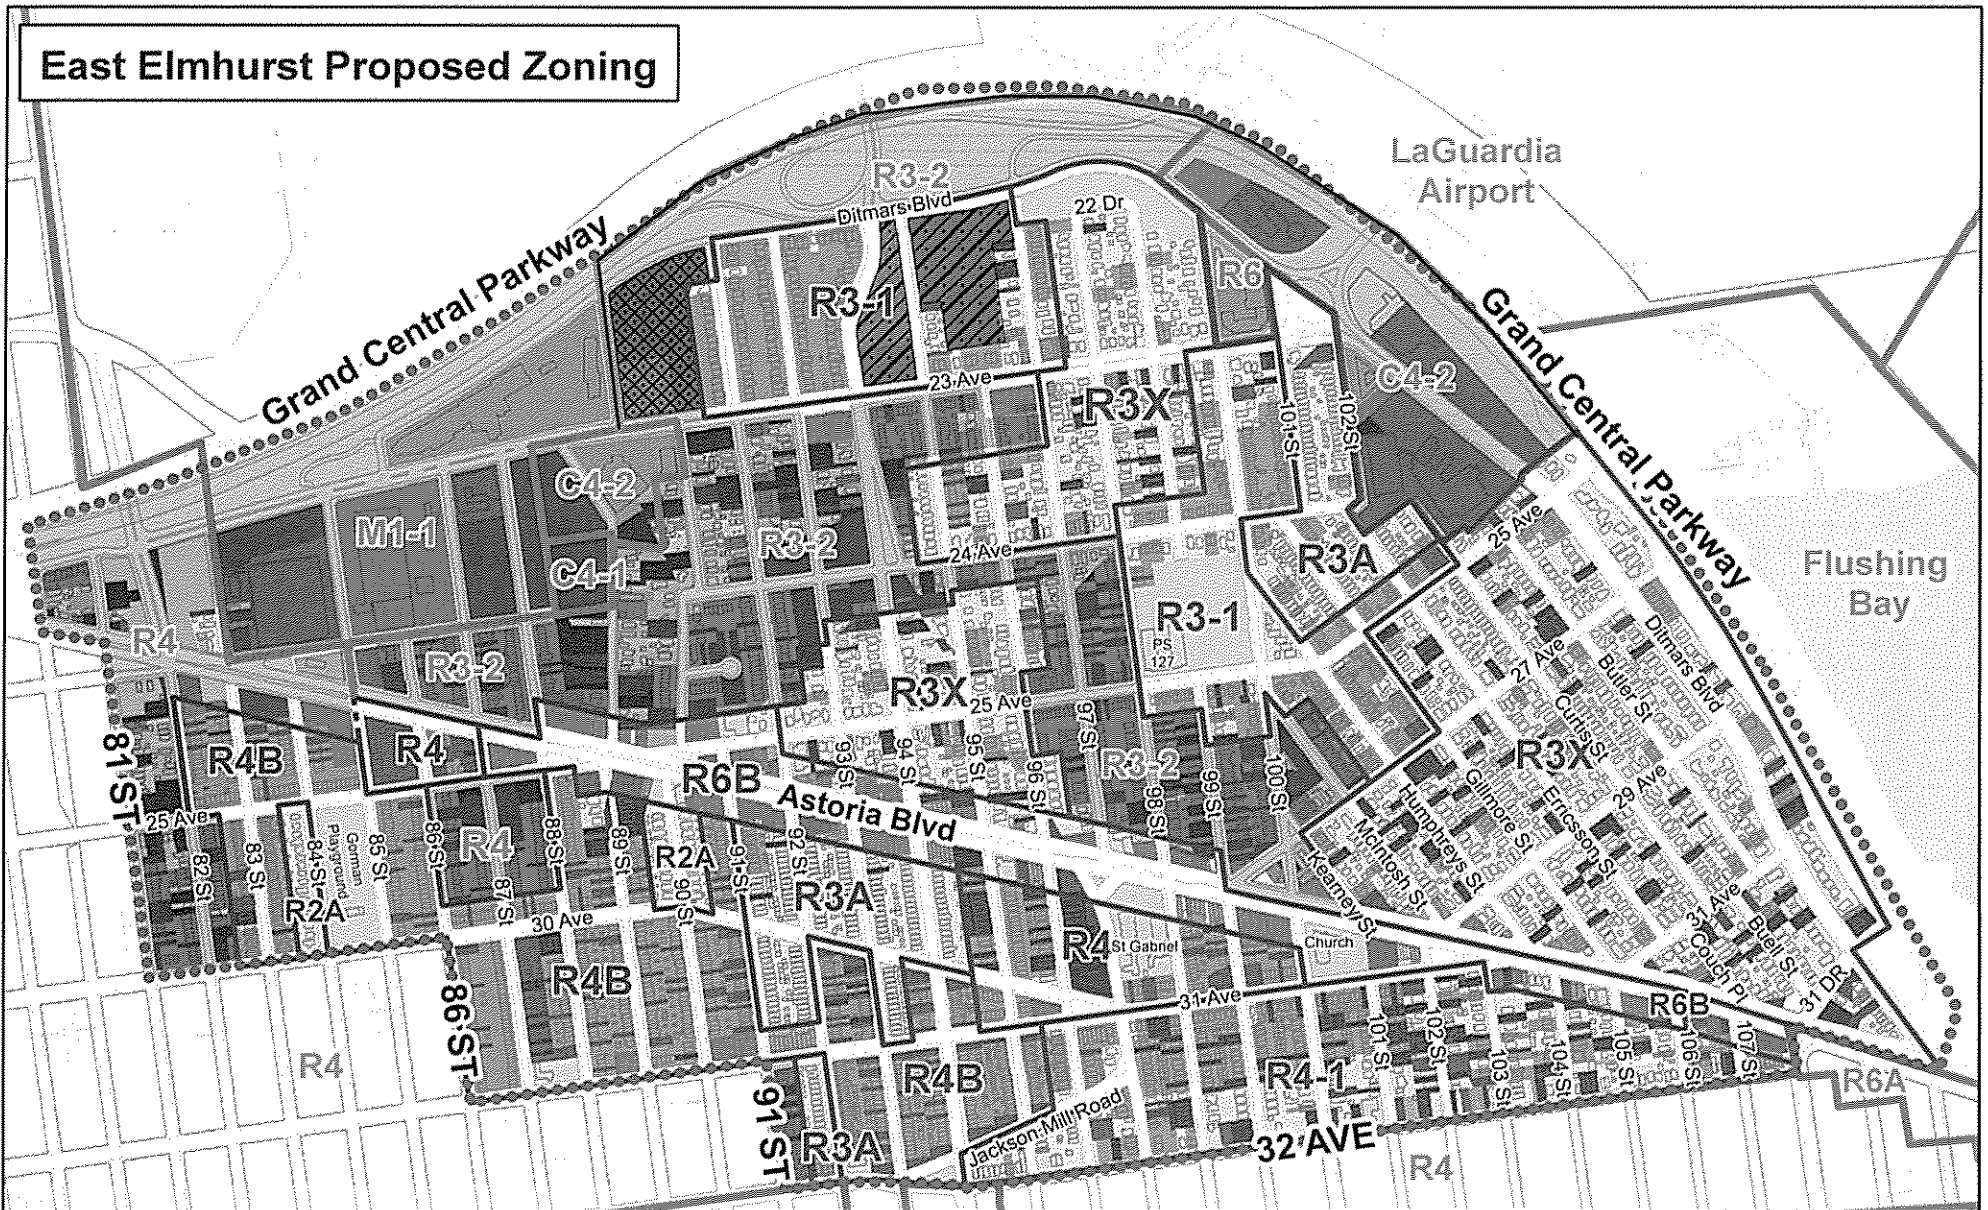 East Elmhurst Proposed Zoning
LaGuardia
Airport
R3-2
Ditmars Blvd
22 Dr
Grand Central Parkway
R3-1
R6
Grand Central Parkway
23 Ave
R3X
C4-2
101 St
102 St
C4-2
M1-1
R3-2
24 Ave
R3A
25 Ave
Flushing
Bay
C4-1
R3-1
PS
127
R4
R3-2
R3X
25 Ave
27 Ave
Butler St
Ditmars Blvd
Curtis St
R3X
81 ST
R4B
R4
R6B
Astoria Blvd
93 St
94 St
95 St
96 St
97 St
R3-2
98 St
99 St
100 St
29 Ave
Gillmore St
Ericsson St
Humphreys St
McIntosh St
Kearney St
25 Ave
82 St
83 St
84 St
Playground
Gorman
85 St
86 St
R4
87 St
88 St
89 St
R2A
90 St
91 St
92 St
R2A
R3A
30 Ave
R4
St Gabriel
Church
31 Ave
Buell St
Couch Pl
31 DR
86 ST
R4B
31 Ave
R6B
R4
R4B
R4-1
101 St
102 St
103 St
104 St
105 St
106 St
107 St
R6A
91 ST
R3A
Jackson Mill Road
32 AVE
R4